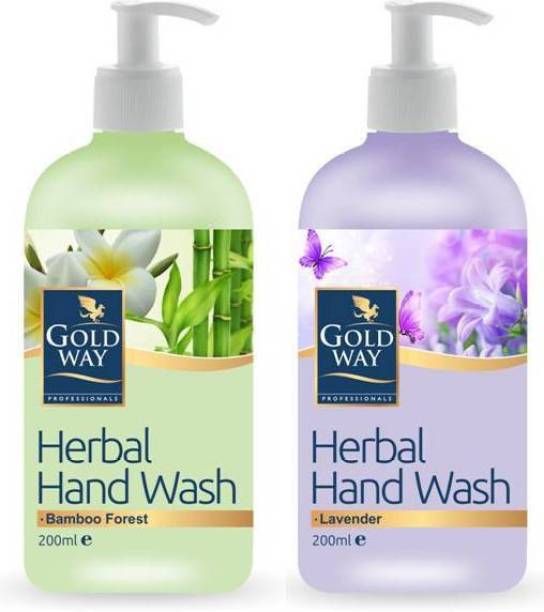 GOLD
WAY
PROFESSIONALS
Herbal
Hand Wash
·Bamboo Forest
200ml e
GOLD
WAY
PROFESSIONALS
Herbal
Hand Wash
·Lavender
200ml e